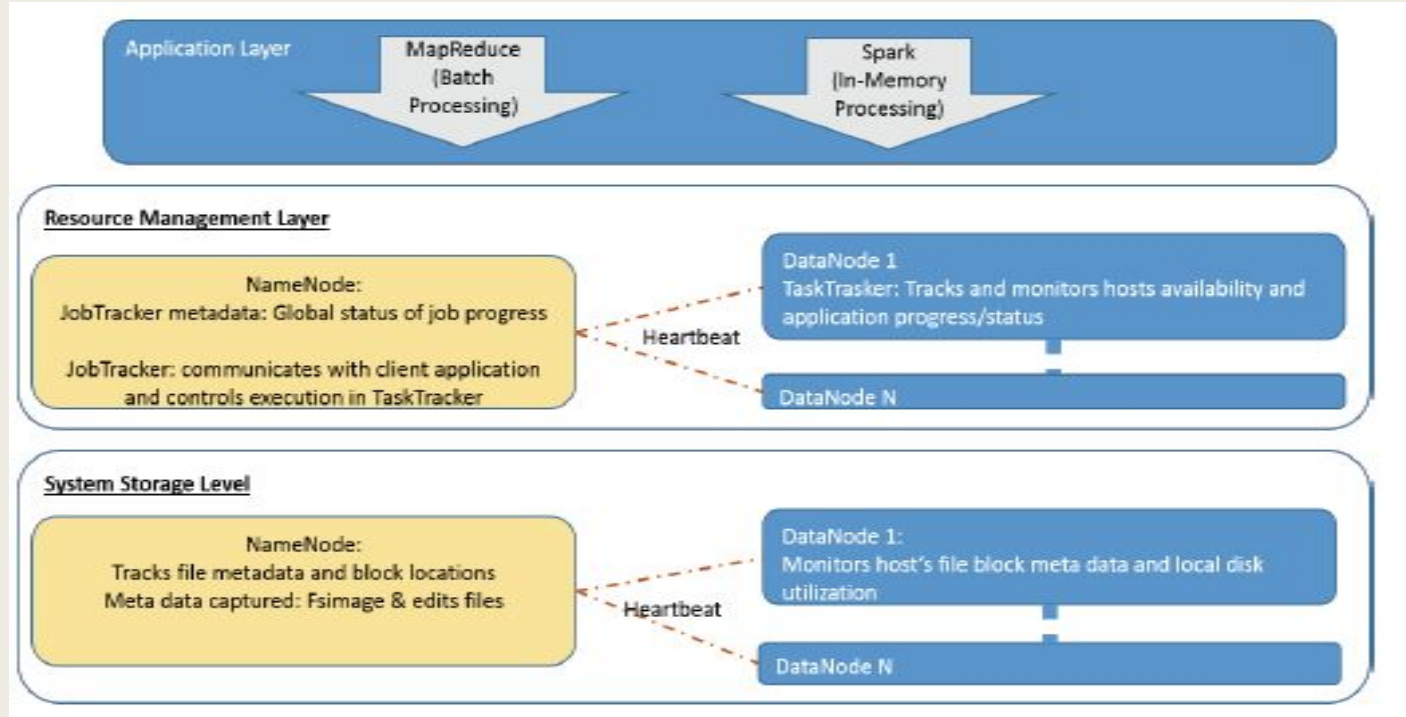 Application Layer
MapReduce
(Batch
Processing)
Spark
(In-Memory
Processing)
Resource Management Layer
NameNode:
JobTracker metadata: Global status of job progress
JobTracker: communicates with client application
and controls execution in TaskTracker
Heartbeat
DataNode 1
TaskTrasker: Tracks and monitors hosts availability and
application progress/status
DataNode N
System Storage Level
NameNode:
Tracks file metadata and block locations
Meta data captured: Fsimage & edits files
Heartbeat
DataNode 1:
Monitors host's file block meta data and local disk
utilization
DataNode N